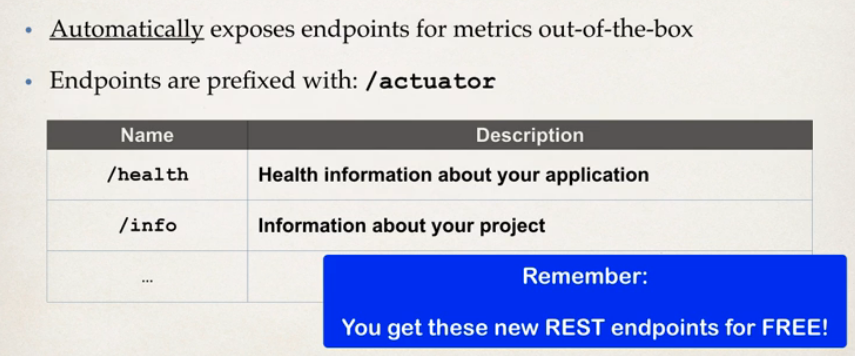 • Automatically exposes endpoints for metrics out-of-the-box
• Endpoints are prefixed with: /actuator
Name Description
/health Health information about your application
/info Information about your project
...
Remember:
You get these new REST endpoints for FREE!